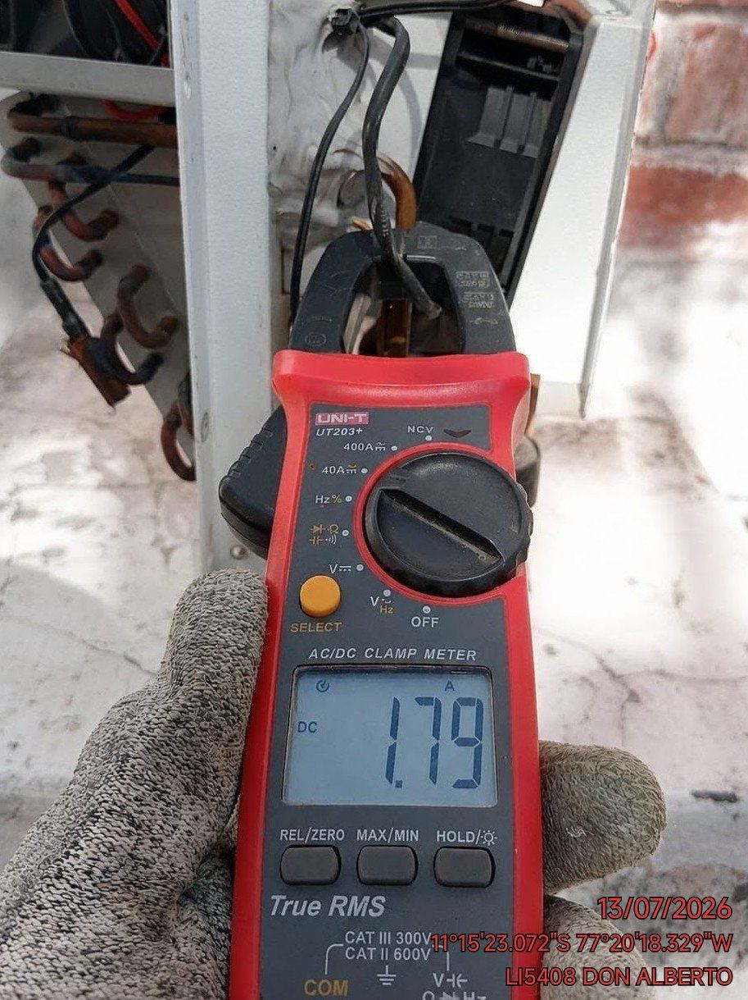 UNI-T
UT203+
NCV
400A
40A
Hz%
V
V
Hz
OFF
SELECT
AC/DC CLAMP METER
A
DC
1.79
REL/ZERO MAX/MIN HOLD/
True RMS
CAT III 300V
CAT II 600V
COM
V
Hz
13/07/2026
11°15'23.072"S 77°20'18.329"W
LI5408 DON ALBERTO